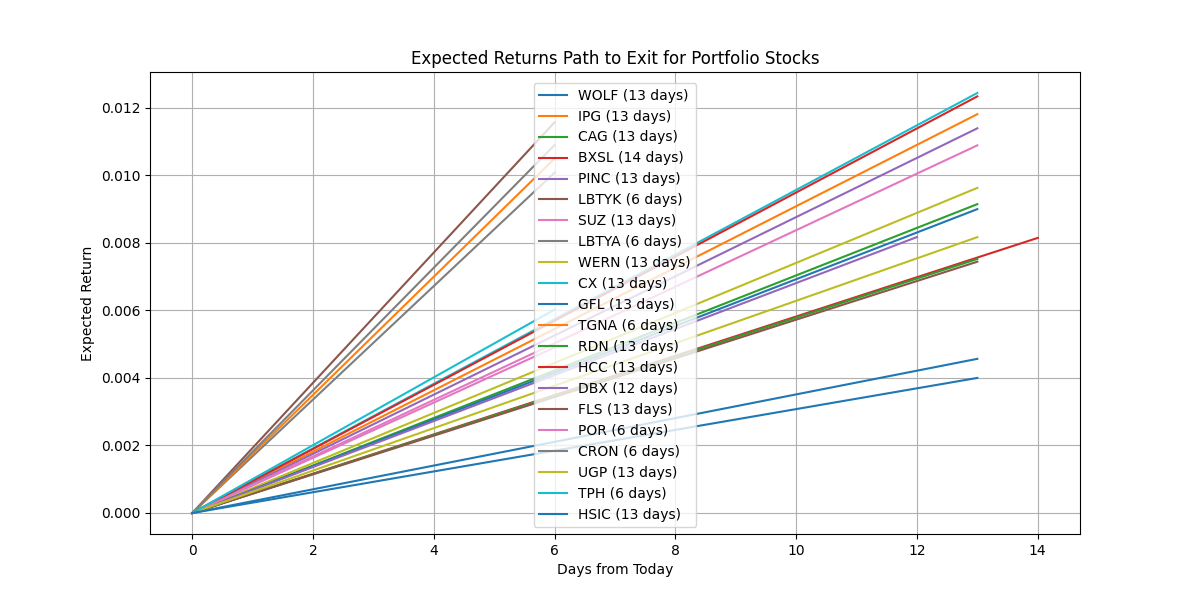 Expected Returns Path to Exit for Portfolio Stocks
Expected Return
0.012
0.010
0.008
0.006
0.004
0.002
0.000
WOLF (13 days)
IPG (13 days)
CAG (13 days)
BXSL (14 days)
PINC (13 days)
LBTYK (6 days)
SUZ (13 days)
LBTYA (6 days)
WERN (13 days)
CX (13 days)
GFL (13 days)
TGNA (6 days)
RDN (13 days)
HCC (13 days)
DBX (12 days)
FLS (13 days)
POR (6 days)
CRON (6 days)
UGP (13 days)
TPH (6 days)
HSIC (13 days)
0 2 4 6 8 10 12 14
Days from Today